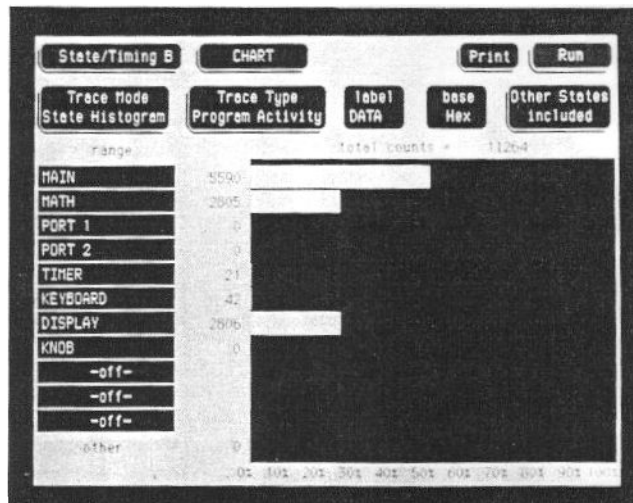 State/Timing B CHART Print Run
Trace Mode Trace Type label base Other States
State Histogram Program Activity DATA Hex included
range total counts = 11264
MAIN 5590
MATH 2805
PORT 1 0
PORT 2 0
TIMER 21
KEYBOARD 42
DISPLAY 2806
KNOB 0
-off-
-off-
-off-
other 0
0% 10% 20% 30% 40% 50% 60% 70% 80% 90%